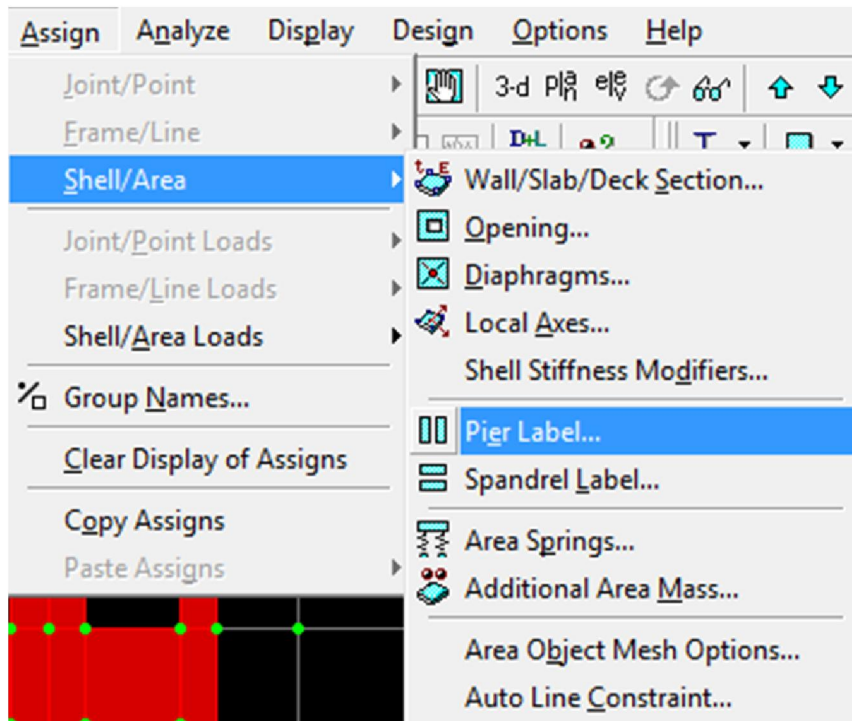 Assign Analyze Display Design Options Help
Joint/Point
Frame/Line
Shell/Area
Joint/Point Loads
Frame/Line Loads
Shell/Area Loads
Group Names...
Clear Display of Assigns
Copy Assigns
Paste Assigns
3-d plan elev
D+L
Wall/Slab/Deck Section...
Opening...
Diaphragms...
Local Axes...
Shell Stiffness Modifiers...
Pier Label...
Spandrel Label...
Area Springs...
Additional Area Mass...
Area Object Mesh Options...
Auto Line Constraint...